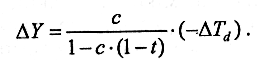 ΔY = c / (1 − c · (1 − t)) · (−ΔT_d).